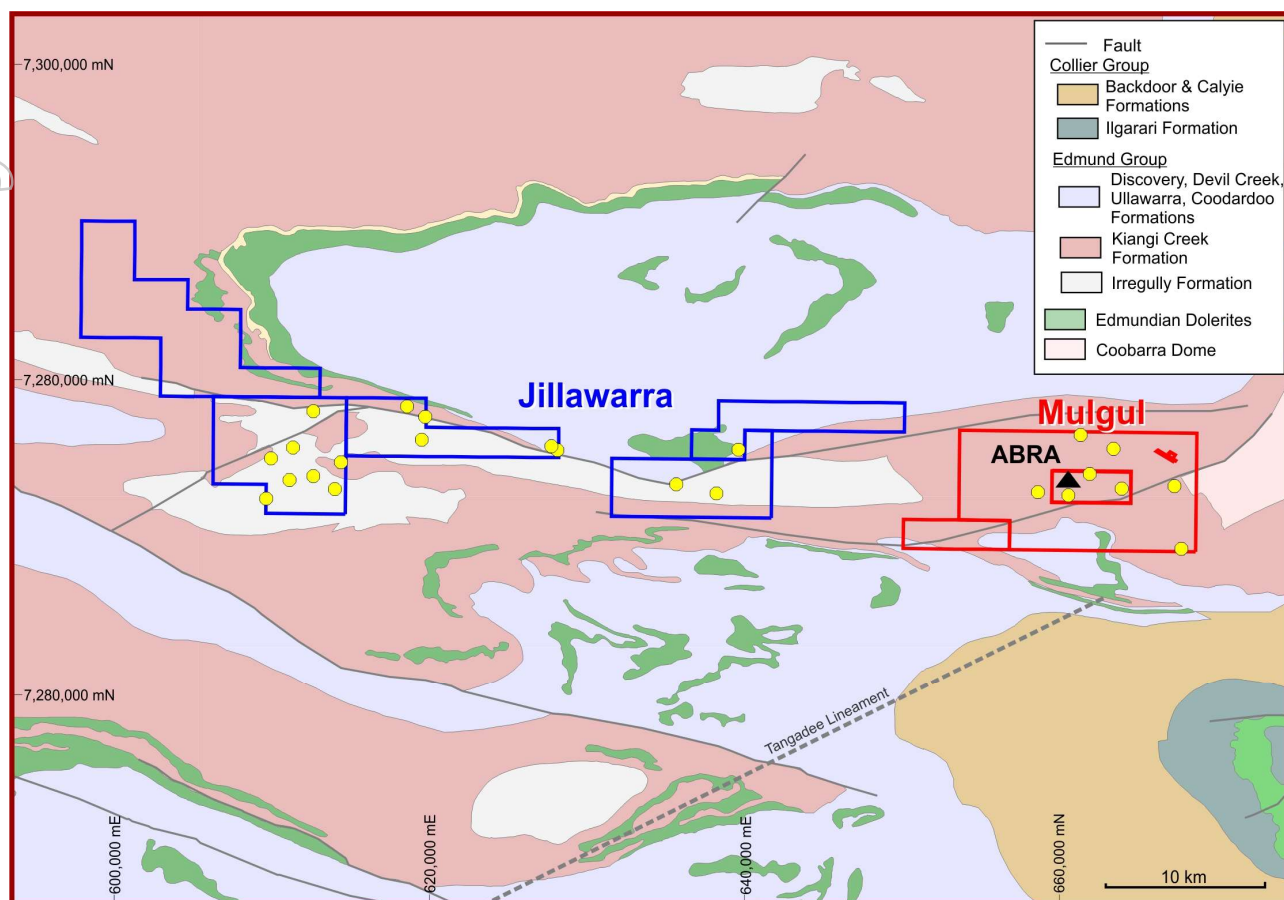 7,300,000 mN
Fault
Collier Group
Backdoor & Calyie
Formations
Ilgarari Formation
Edmund Group
Discovery, Devil Creek,
Ullawarra, Coodardoo
Formations
Kiangi Creek
Formation
Irregully Formation
Edmundian Dolerites
Coobarra Dome
7,280,000 mN
Jillawarra
Mulgul
ABRA
7,280,000 mN
Tangadee Lineament
600,000 mE
620,000 mE
640,000 mE
660,000 mN
10 km